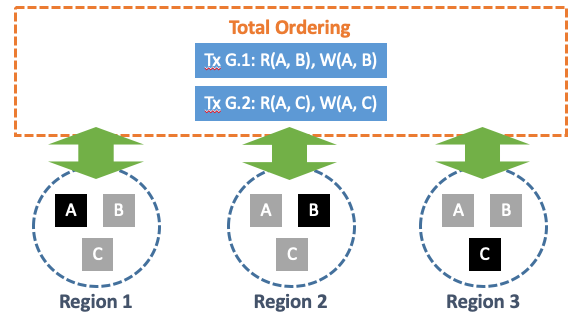 Total Ordering
Tx G.1: R(A, B), W(A, B)
Tx G.2: R(A, C), W(A, C)
A B
C
A B
C
A B
C
Region 1
Region 2
Region 3